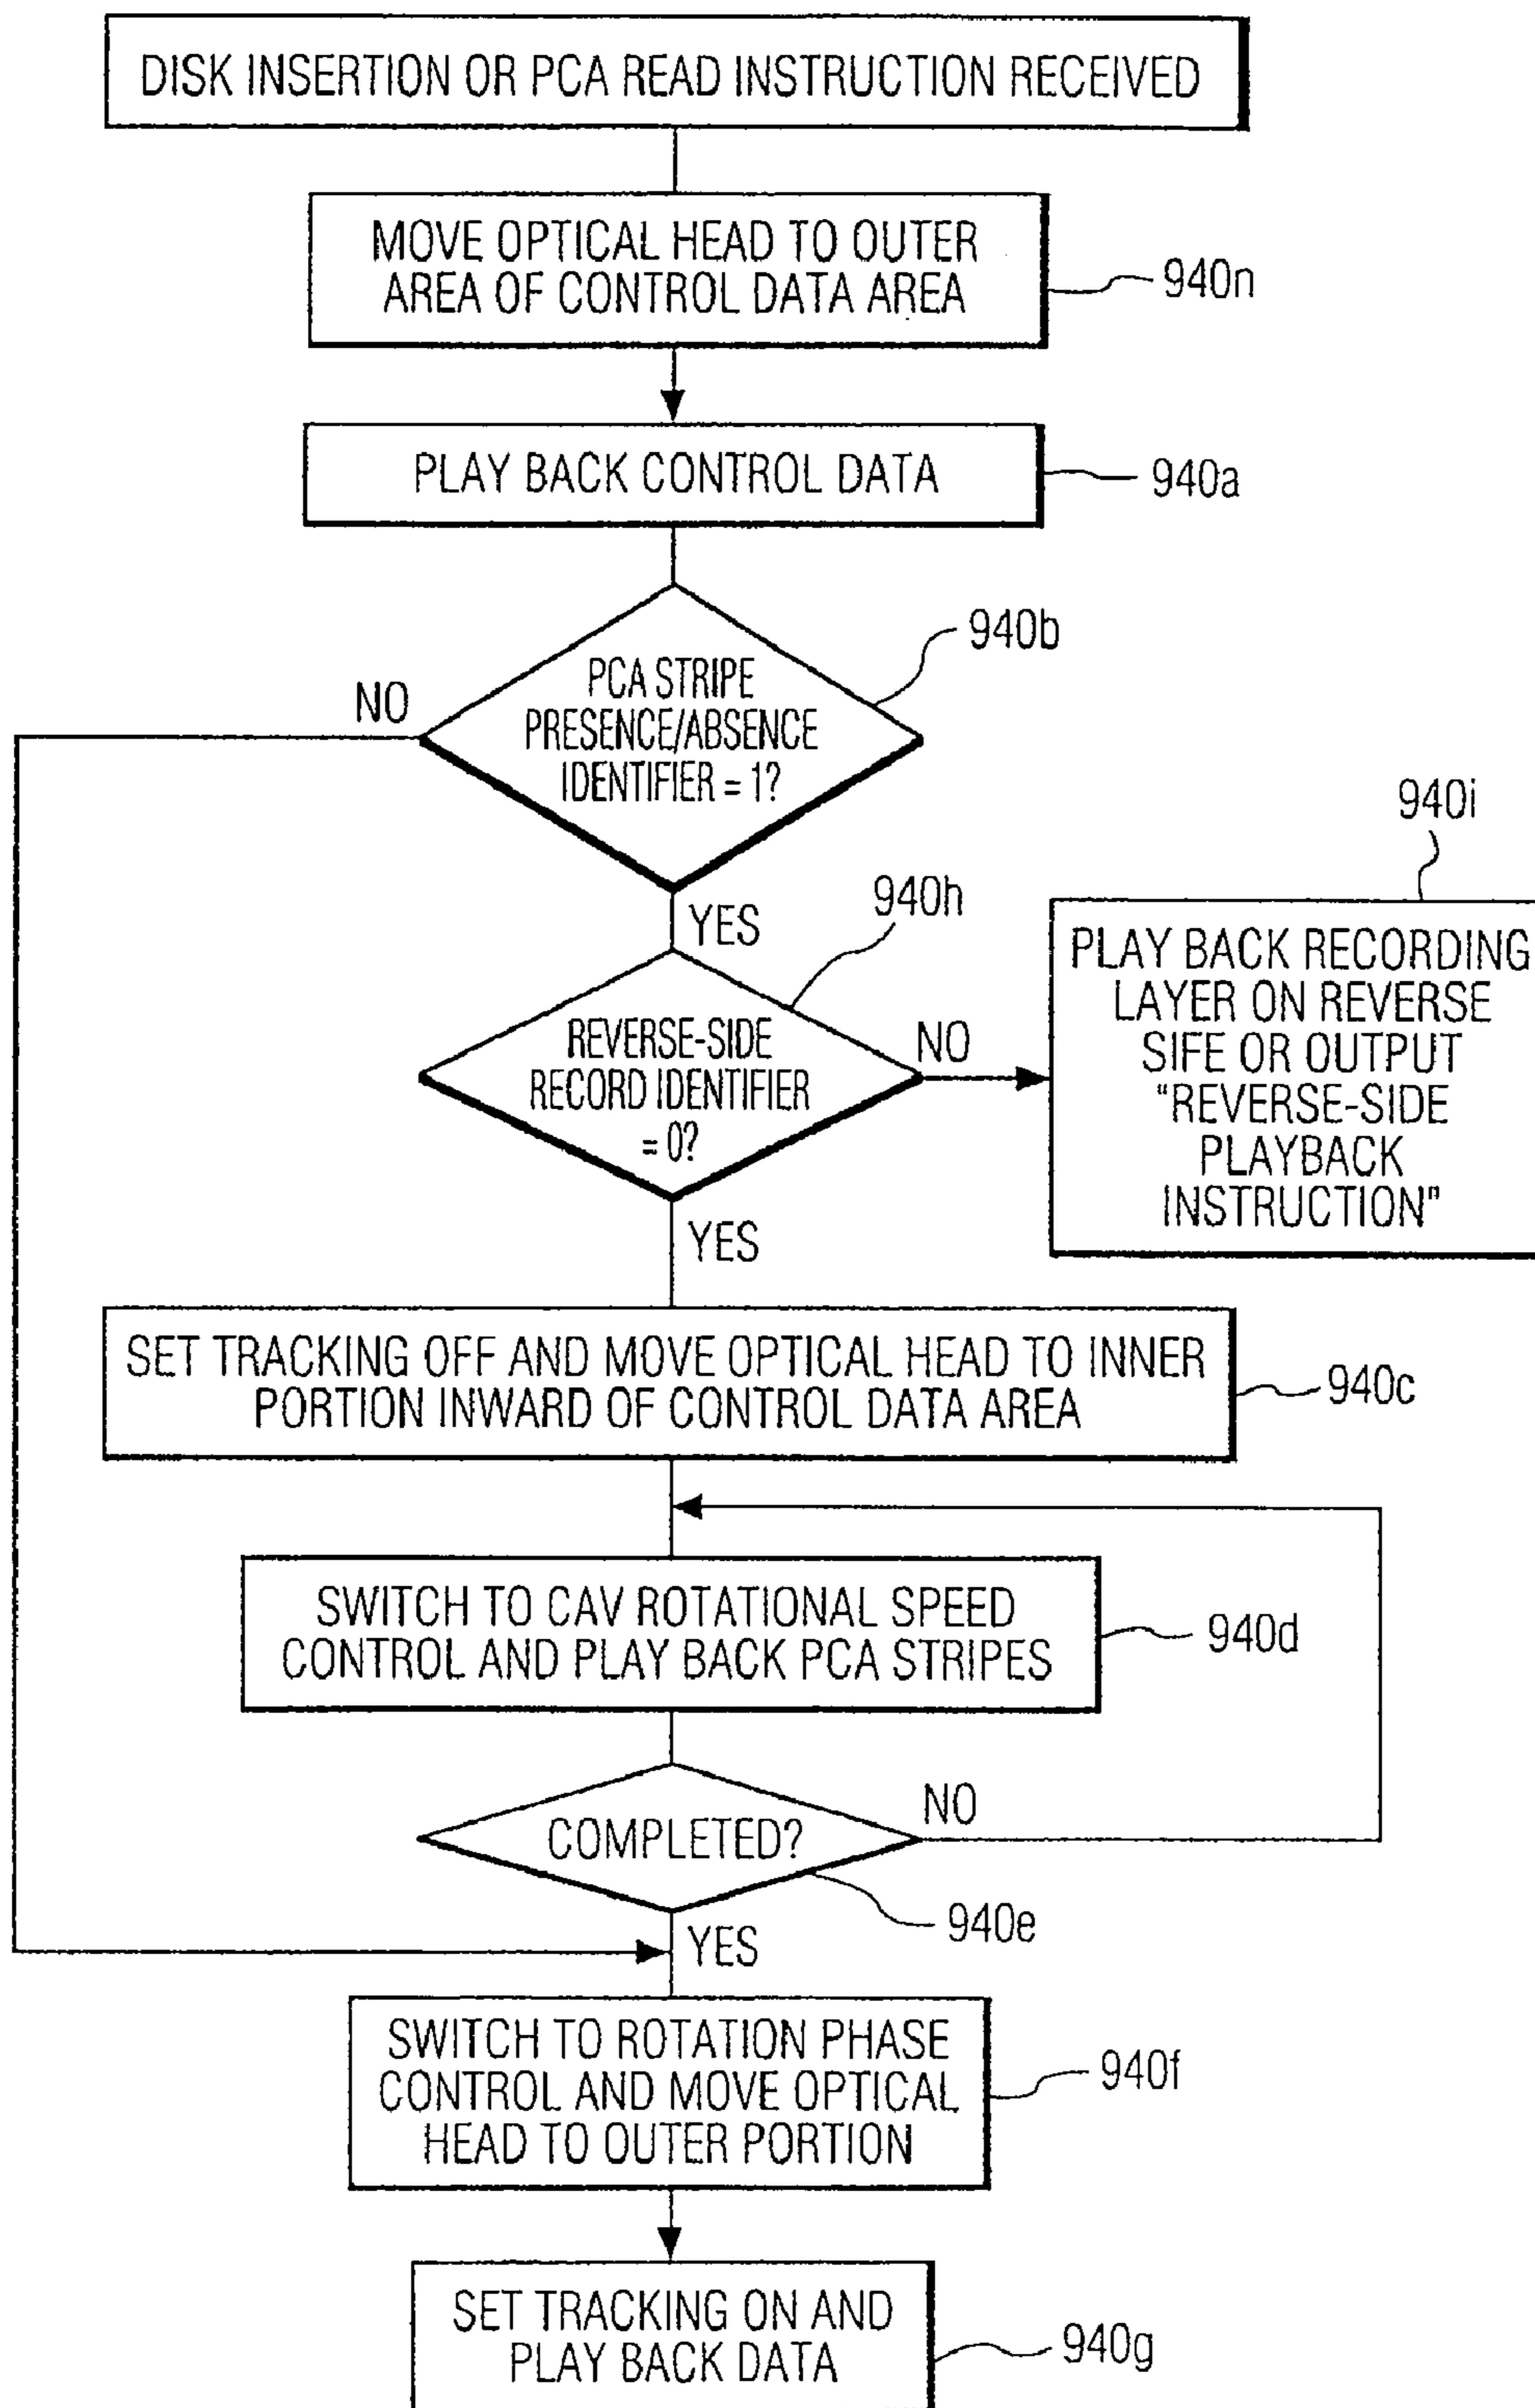 DISK INSERTION OR PCA READ INSTRUCTION RECEIVED
MOVE OPTICAL HEAD TO OUTER
AREA OF CONTROL DATA AREA
940n
PLAY BACK CONTROL DATA
940a
940b
PCA STRIPE
PRESENCE/ABSENCE
IDENTIFIER = 1?
NO
YES
940h
940i
REVERSE-SIDE
RECORD IDENTIFIER
= 0?
NO
PLAY BACK RECORDING
LAYER ON REVERSE
SIFE OR OUTPUT
"REVERSE-SIDE
PLAYBACK
INSTRUCTION"
YES
SET TRACKING OFF AND MOVE OPTICAL HEAD TO INNER
PORTION INWARD OF CONTROL DATA AREA
940c
SWITCH TO CAV ROTATIONAL SPEED
CONTROL AND PLAY BACK PCA STRIPES
940d
COMPLETED?
NO
940e
YES
SWITCH TO ROTATION PHASE
CONTROL AND MOVE OPTICAL
HEAD TO OUTER PORTION
940f
SET TRACKING ON AND
PLAY BACK DATA
940g